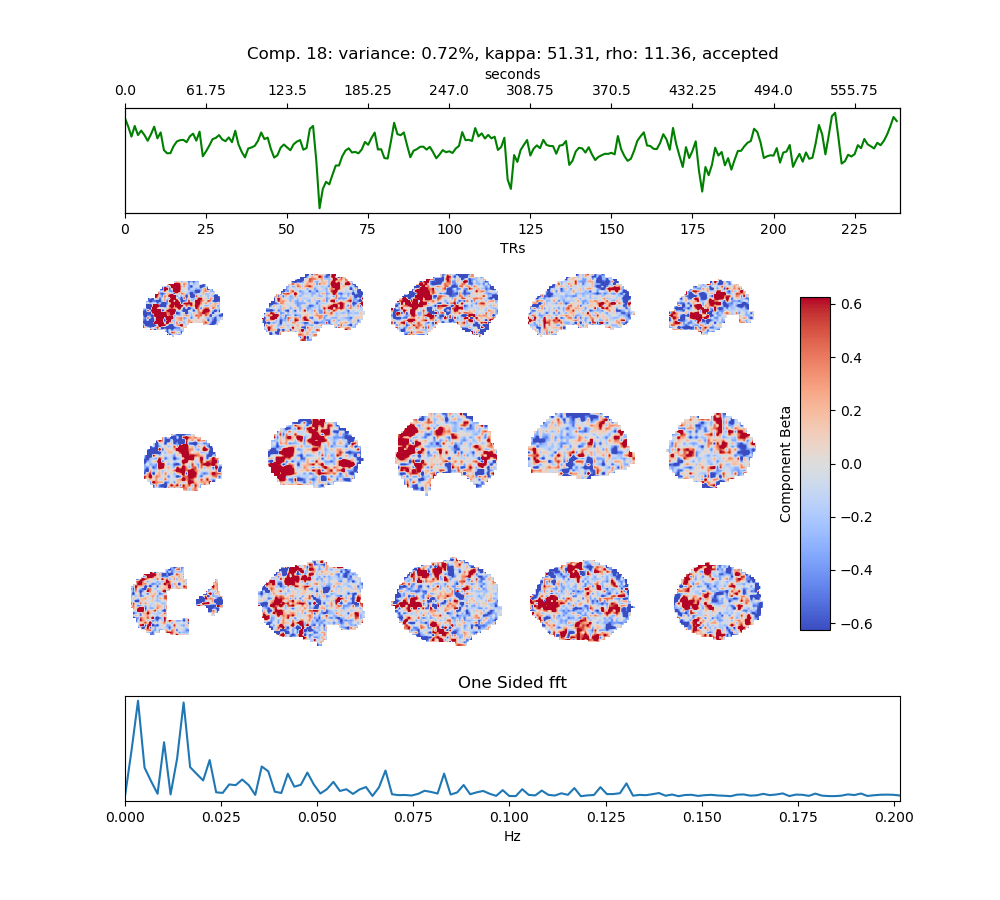 Comp. 18: variance: 0.72%, kappa: 51.31, rho: 11.36, accepted
seconds
0.0 61.75 123.5 185.25 247.0 308.75 370.5 432.25 494.0 555.75
0 25 50 75 100 125 150 175 200 225
TRs
0.6
0.4
0.2
0.0
−0.2
−0.4
−0.6
Component Beta
One Sided fft
0.000 0.025 0.050 0.075 0.100 0.125 0.150 0.175 0.200
Hz